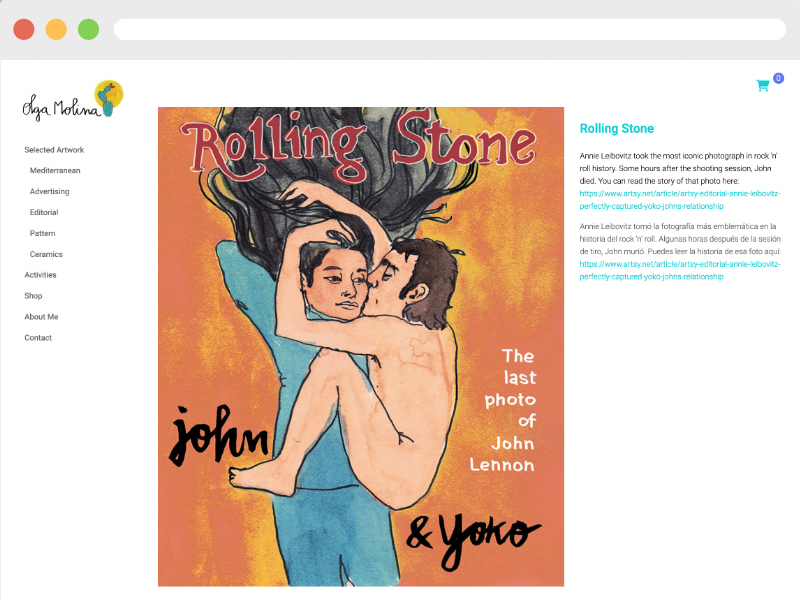 0
Olga Molina
Selected Artwork
Mediterranean
Advertising
Editorial
Pattern
Ceramics
Activities
Shop
About Me
Contact
Rolling Stone
The
last
photo
of
John
Lennon
john
& Yoko
Rolling Stone
Annie Leibovitz took the most iconic photograph in rock 'n'
roll history. Some hours after the shooting session, John
died. You can read the story of that photo here:
https://www.artsy.net/article/artsy-editorial-annie-leibovitz-
perfectly-captured-yoko-johns-relationship
Annie Leibovitz tomó la fotografía más emblemática en la
historia del rock 'n' roll. Algunas horas después de la sesión
de tiro, John murió. Puedes leer la historia de esa foto aquí:
https://www.artsy.net/article/artsy-editorial-annie-leibovitz-
perfectly-captured-yoko-johns-relationship